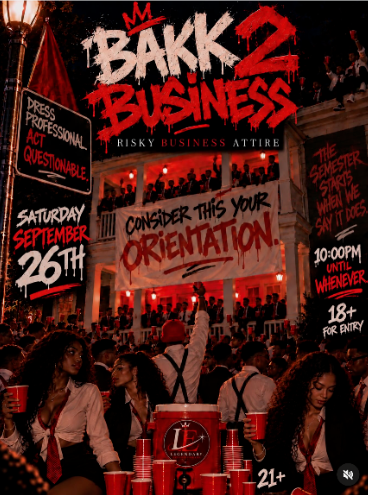 BAKK 2
BUSINESS
RISKY BUSINESS ATTIRE
DRESS
PROFESSIONAL.
ACT
QUESTIONABLE.
SATURDAY
SEPTEMBER
26TH
CONSIDER THIS YOUR
ORIENTATION.
THE
SEMESTER
STARTS
WHEN WE
SAY IT DOES.
10:00PM
UNTIL
WHENEVER
18+
FOR ENTRY
LEGENDARY
21+